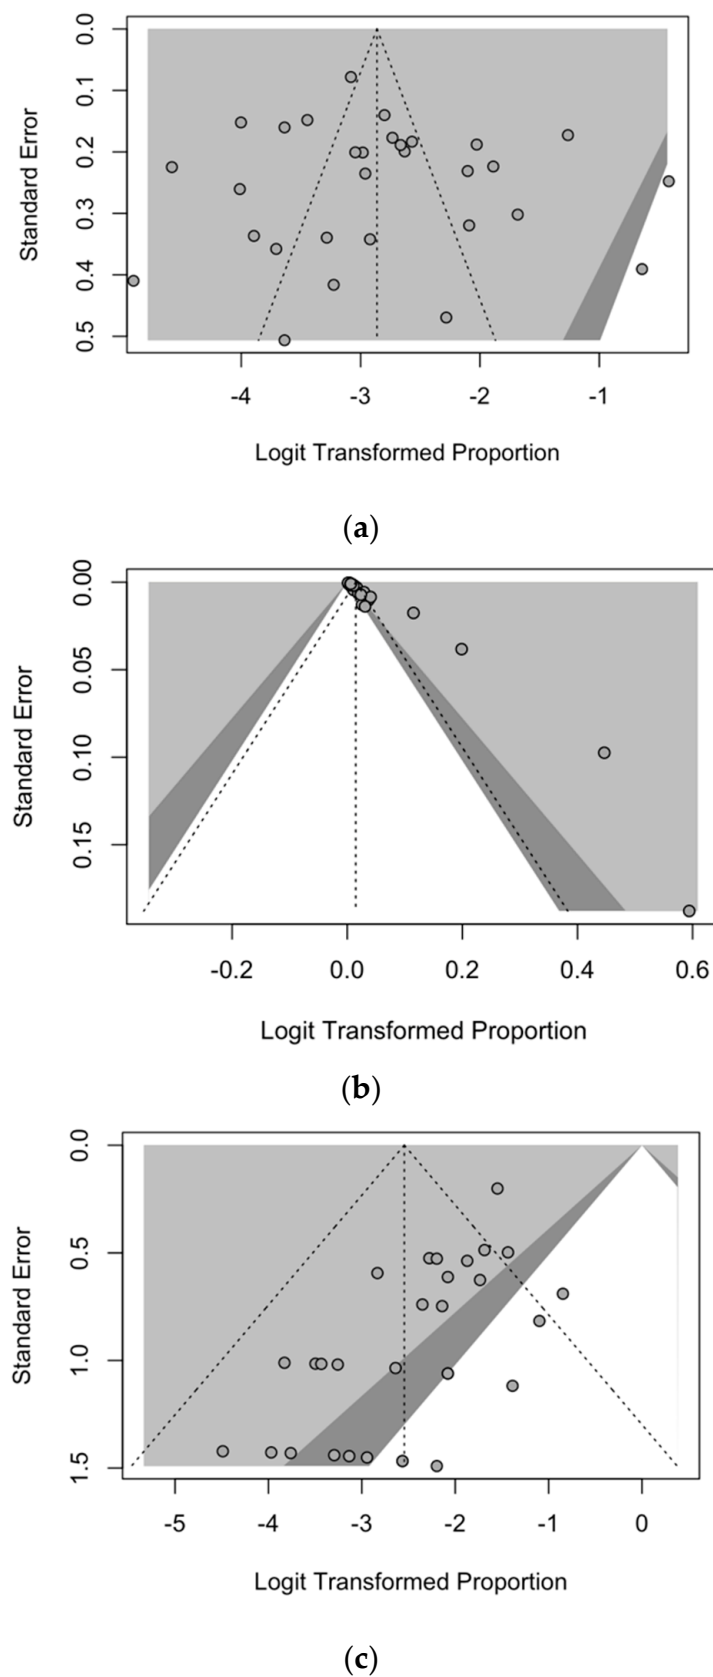 0.0
0.1
0.2
0.3
0.4
0.5
Standard Error
-4 -3 -2 -1
Logit Transformed Proportion
(a)
0.00
0.05
0.10
0.15
Standard Error
-0.2 0.0 0.2 0.4 0.6
Logit Transformed Proportion
(b)
0.0
0.5
1.0
1.5
Standard Error
-5 -4 -3 -2 -1 0
Logit Transformed Proportion
(c)